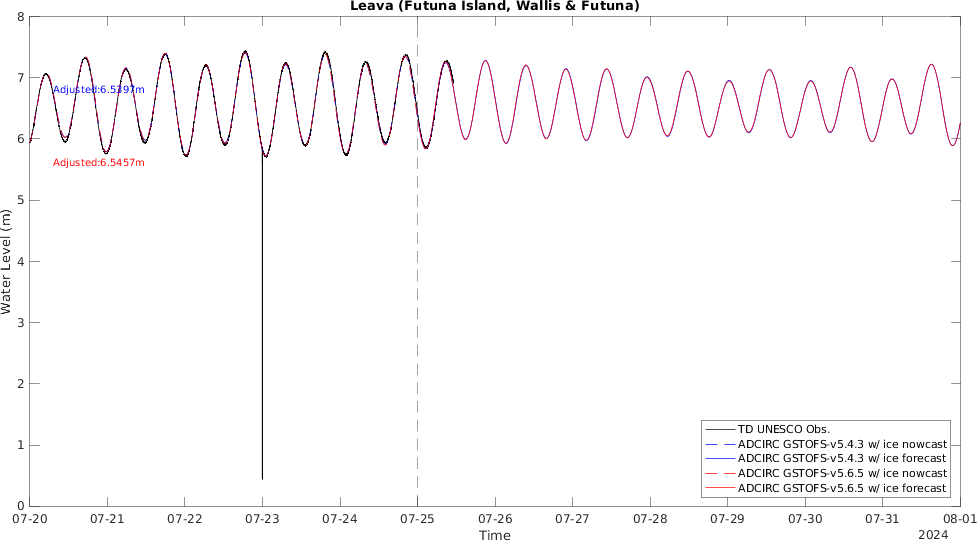 Leava (Futuna Island, Wallis & Futuna)
8
7
6
5
4
3
2
1
0
Water Level (m)
Adjusted:6.5397m
Adjusted:6.5457m
TD UNESCO Obs.
ADCIRC GSTOFS-v5.4.3 w/ ice nowcast
ADCIRC GSTOFS-v5.4.3 w/ ice forecast
ADCIRC GSTOFS-v5.6.5 w/ ice nowcast
ADCIRC GSTOFS-v5.6.5 w/ ice forecast
07-20 07-21 07-22 07-23 07-24 07-25 07-26 07-27 07-28 07-29 07-30 07-31 08-01
Time
2024